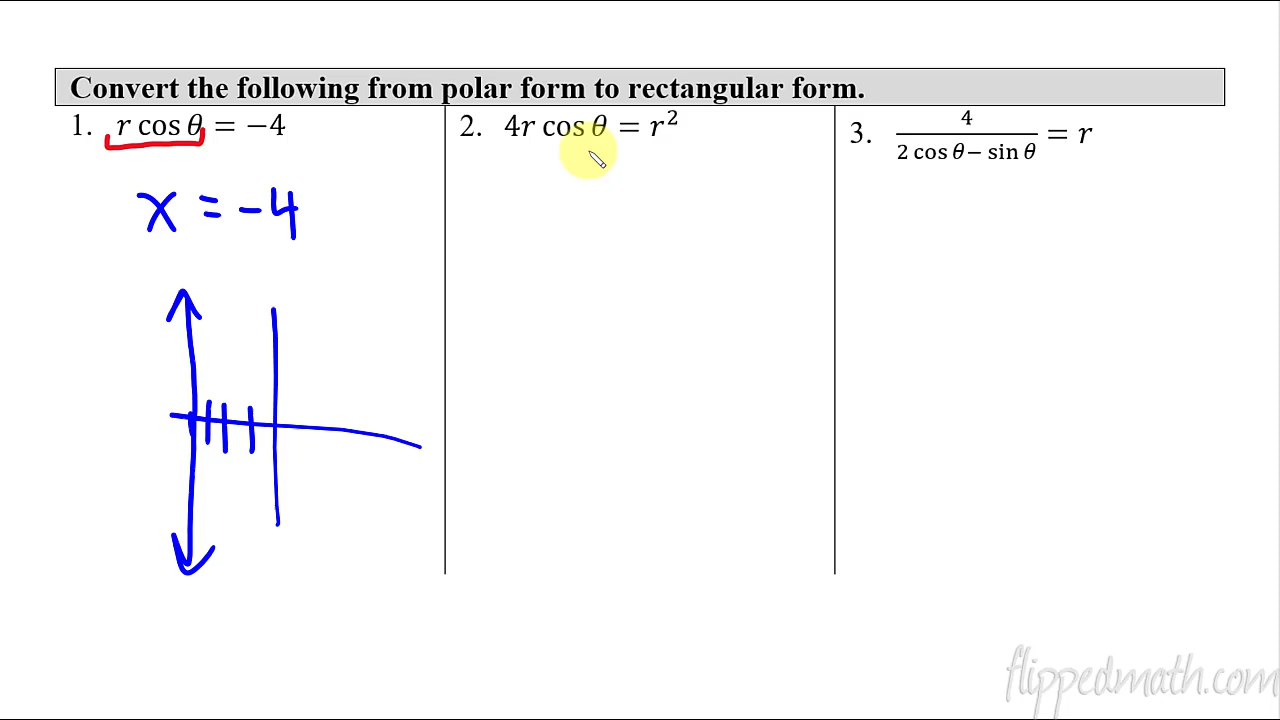 Convert the following from polar form to rectangular form.
1. r cos θ = −4
x = -4
2. 4r cos θ = r²
3. 4/(2 cos θ − sin θ) = r
flippedmath.com